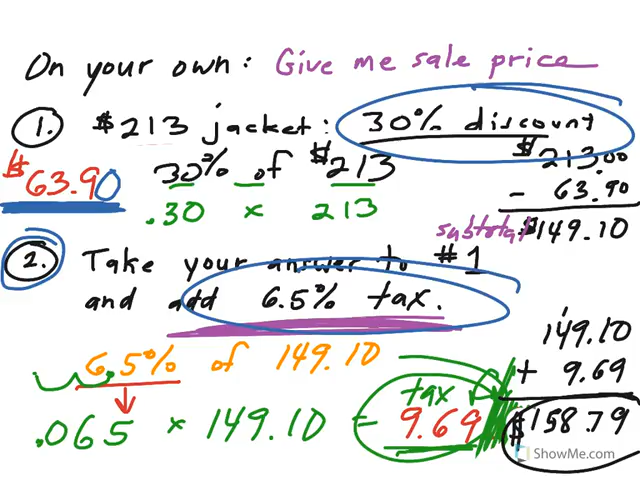 On your own: Give me sale price
1. $213 jacket: 30% discount
$63.90 30% of $213 $213.00
.30 x 213 - 63.90
subtotal $149.10
2. Take your answer to #1
and add 6.5% tax.
6.5% of 149.10 149.10
tax + 9.69
.065 x 149.10 = 9.69 $158.79
ShowMe.com